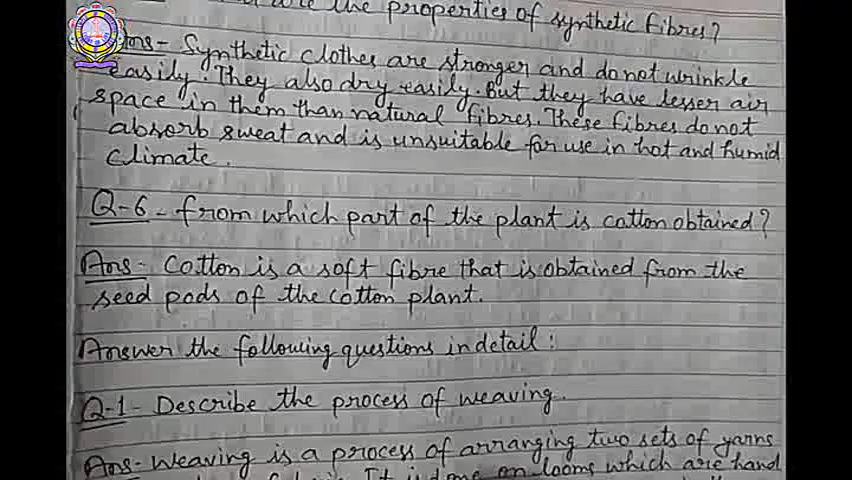 are the properties of synthetic fibres?
Ans- Synthetic clothes are stronger and do not wrinkle
easily. They also dry easily. But they have lesser air
space in them than natural fibres. These fibres do not
absorb sweat and is unsuitable for use in hot and humid
climate.
Q-6- from which part of the plant is cotton obtained?
Ans- Cotton is a soft fibre that is obtained from the
seed pods of the cotton plant.
Answer the following questions in detail:
Q-1- Describe the process of weaving.
Ans- Weaving is a process of arranging two sets of yarns
It is done on looms which are hand